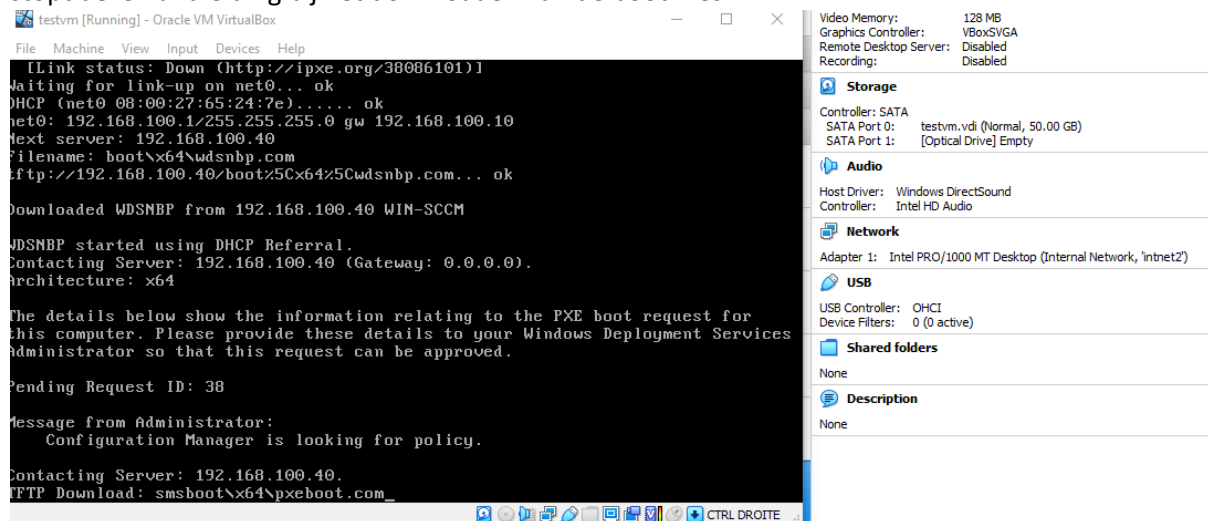 testvm [Running] - Oracle VM VirtualBox
File Machine View Input Devices Help
[Link status: Down (http://ipxe.org/38086101)]
Waiting for link-up on net0... ok
DHCP (net0 08:00:27:65:24:7e)...... ok
net0: 192.168.100.1/255.255.255.0 gw 192.168.100.10
Next server: 192.168.100.40
Filename: boot\x64\wdsnbp.com
tftp://192.168.100.40/boot%5Cx64%5Cwdsnbp.com... ok
Downloaded WDSNBP from 192.168.100.40 WIN-SCCM
WDSNBP started using DHCP Referral.
Contacting Server: 192.168.100.40 (Gateway: 0.0.0.0).
Architecture: x64
The details below show the information relating to the PXE boot request for
this computer. Please provide these details to your Windows Deployment Services
Administrator so that this request can be approved.
Pending Request ID: 38
Message from Administrator:
Configuration Manager is looking for policy.
Contacting Server: 192.168.100.40.
TFTP Download: smsboot\x64\pxeboot.com_
CTRL DROITE
Video Memory: 128 MB
Graphics Controller: VBoxSVGA
Remote Desktop Server: Disabled
Recording: Disabled
Storage
Controller: SATA
SATA Port 0: testvm.vdi (Normal, 50.00 GB)
SATA Port 1: [Optical Drive] Empty
Audio
Host Driver: Windows DirectSound
Controller: Intel HD Audio
Network
Adapter 1: Intel PRO/1000 MT Desktop (Internal Network, 'intnet2')
USB
USB Controller: OHCI
Device Filters: 0 (0 active)
Shared folders
None
Description
None